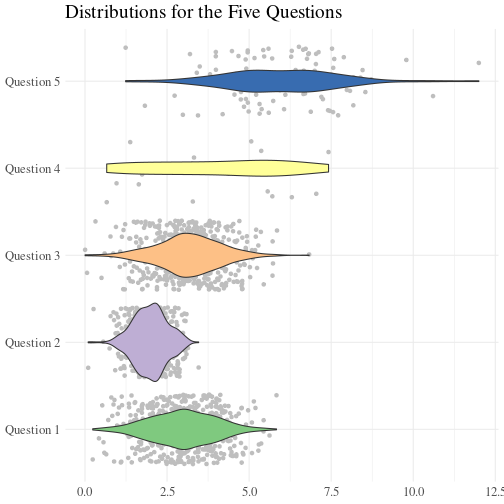 Distributions for the Five Questions
Question 5
Question 4
Question 3
Question 2
Question 1
0.0 2.5 5.0 7.5 10.0 12.5